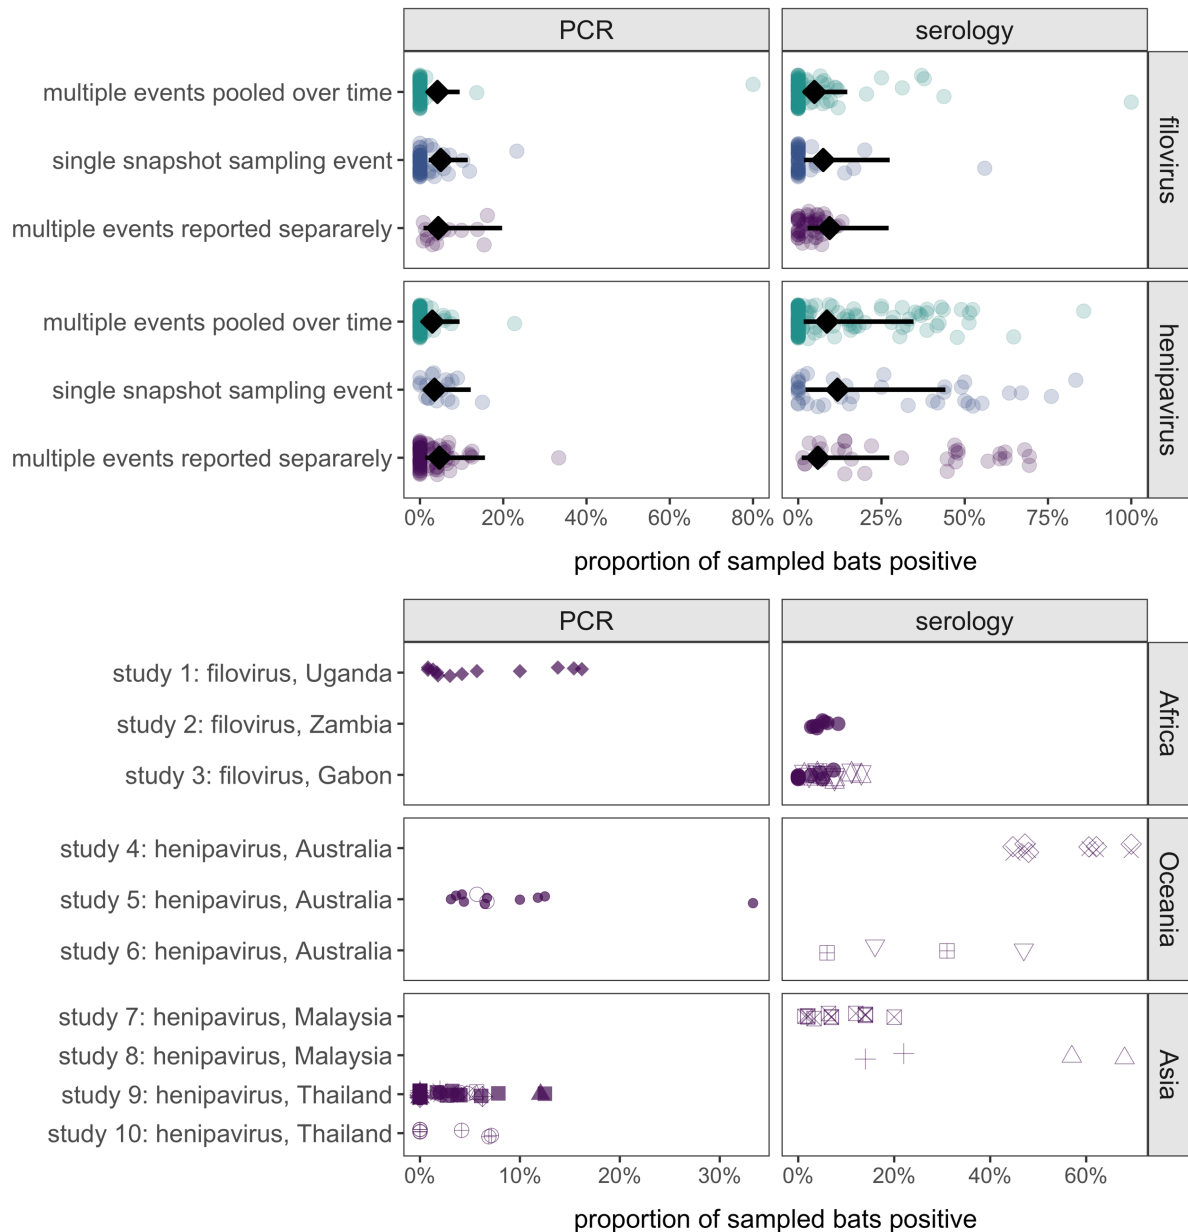 PCR serology
multiple events pooled over time
single snapshot sampling event
multiple events reported separarely
filovirus
multiple events pooled over time
single snapshot sampling event
multiple events reported separarely
henipavirus
0% 20% 40% 60% 80% 0% 25% 50% 75% 100%
proportion of sampled bats positive
PCR serology
study 1: filovirus, Uganda
study 2: filovirus, Zambia
study 3: filovirus, Gabon
Africa
study 4: henipavirus, Australia
study 5: henipavirus, Australia
study 6: henipavirus, Australia
Oceania
study 7: henipavirus, Malaysia
study 8: henipavirus, Malaysia
study 9: henipavirus, Thailand
study 10: henipavirus, Thailand
Asia
0% 10% 20% 30% 0% 20% 40% 60%
proportion of sampled bats positive